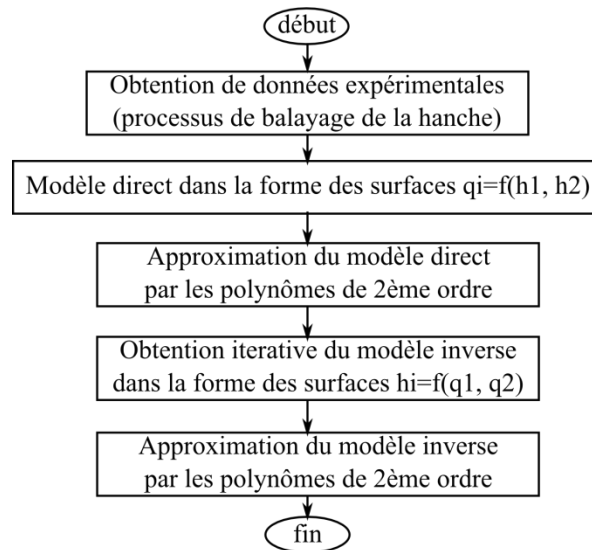 début
Obtention de données expérimentales
(processus de balayage de la hanche)
Modèle direct dans la forme des surfaces qi=f(h1, h2)
Approximation du modèle direct
par les polynômes de 2ème ordre
Obtention iterative du modèle inverse
dans la forme des surfaces hi=f(q1, q2)
Approximation du modèle inverse
par les polynômes de 2ème ordre
fin